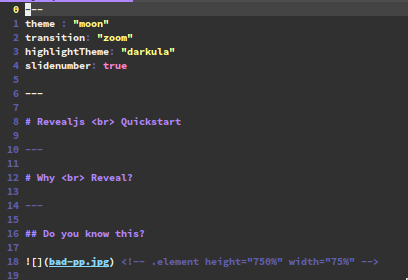 0 ---
1 theme : "moon"
2 transition: "zoom"
3 highlightTheme: "darkula"
4 slidenumber: true
5
6 ---
7
8 # Revealjs <br> Quickstart
9
10 ---
11
12 # Why <br> Reveal?
13
14 ---
15
16 ## Do you know this?
17
18 ![](bad-pp.jpg) <!-- .element height="750%" width="75%" -->
19